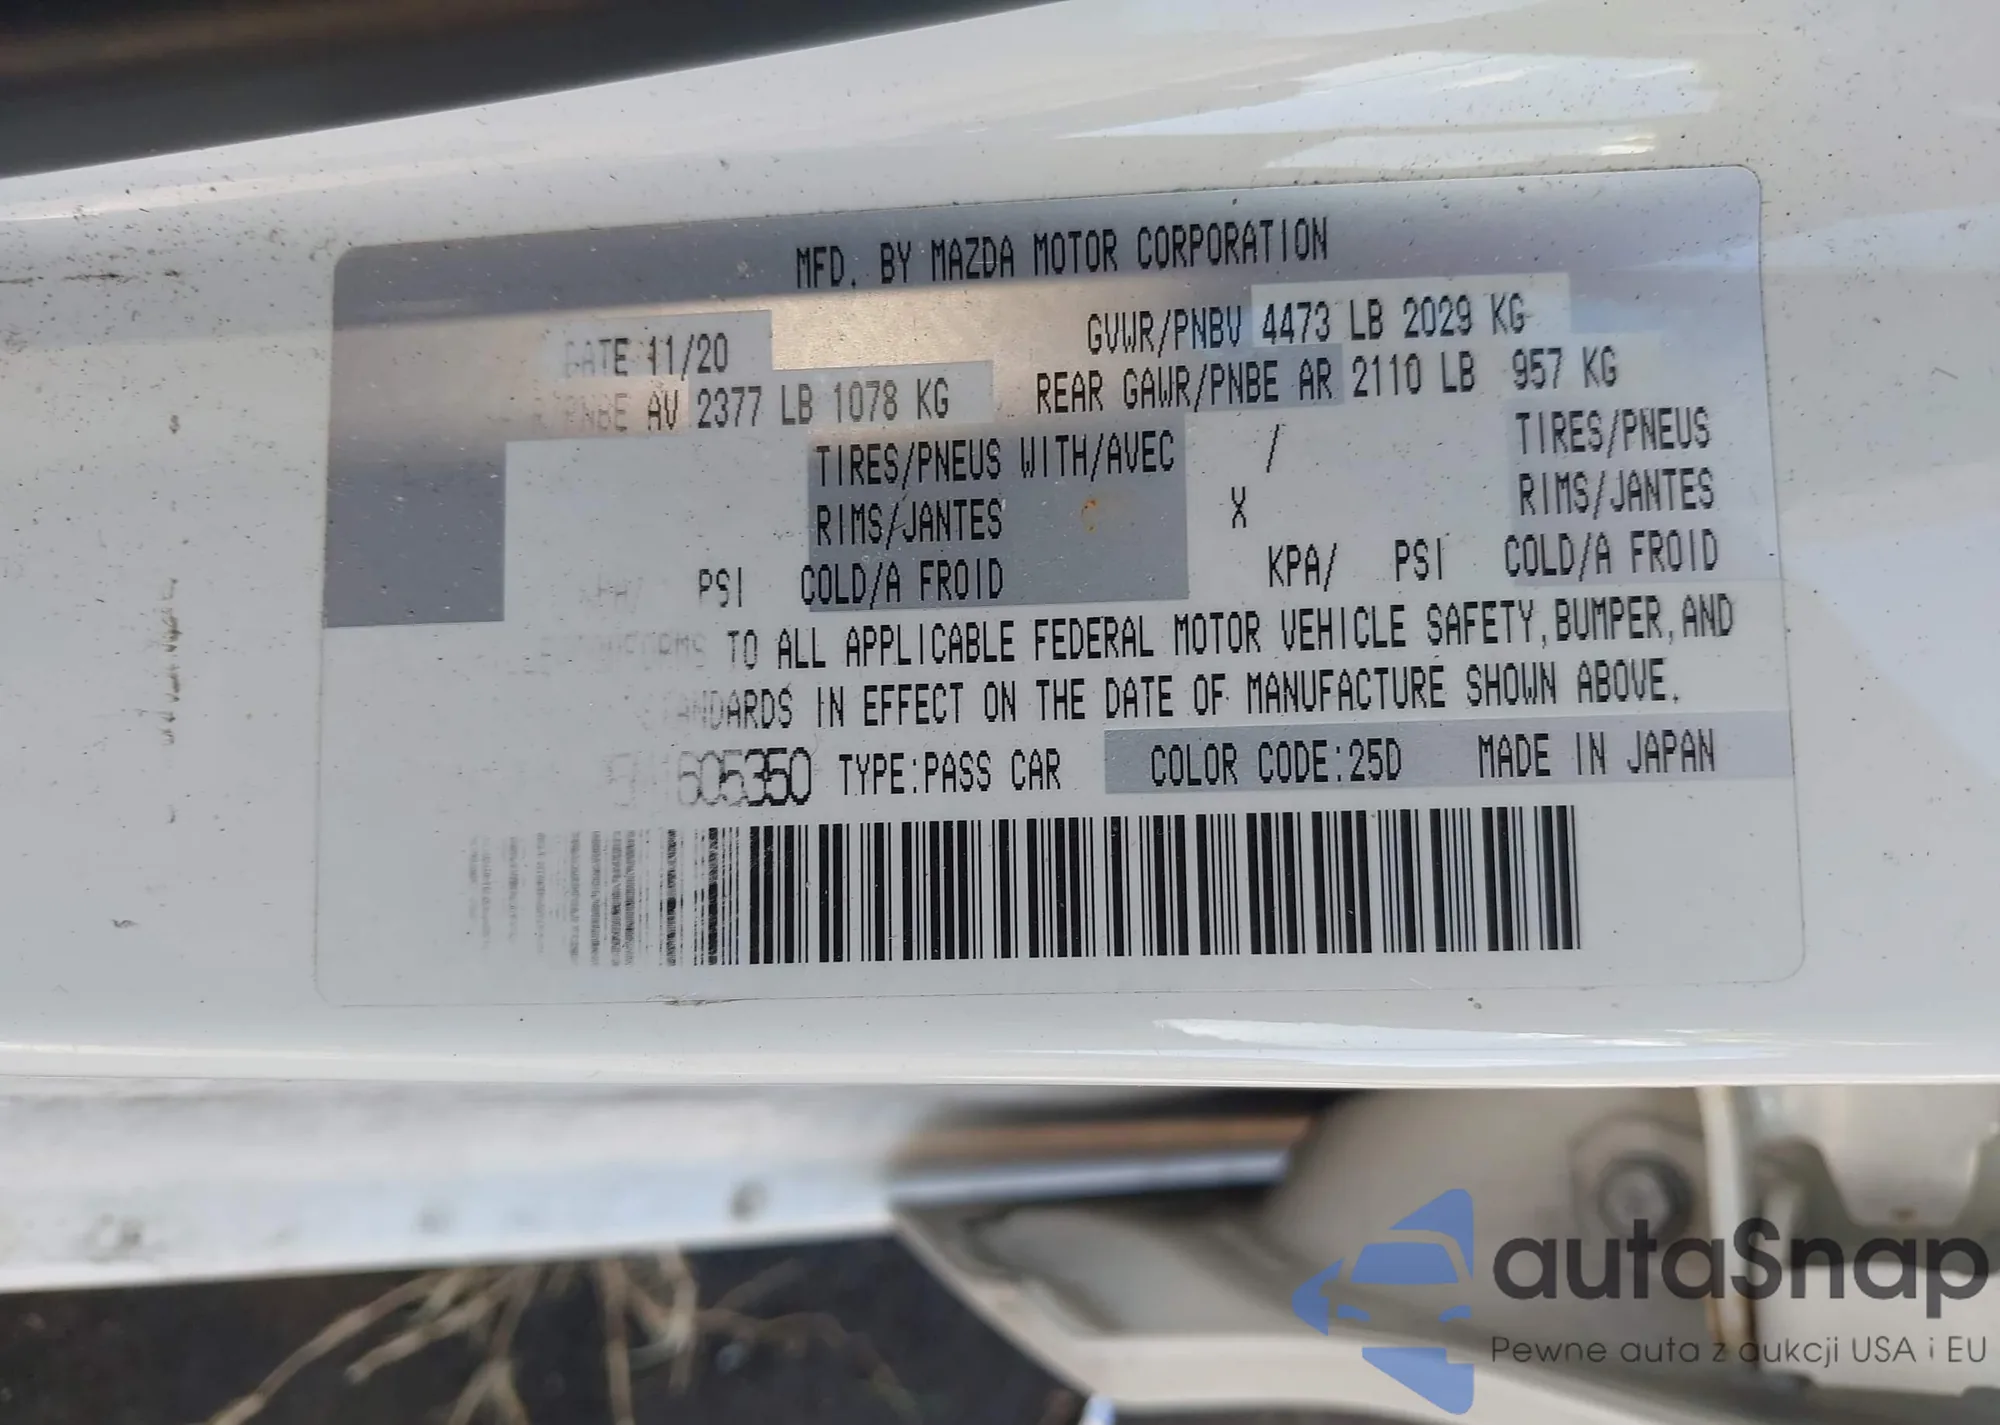 MFD. BY MAZDA MOTOR CORPORATION
DATE 11/20 GVWR/PNBV 4473 LB 2029 KG
PNBE AV 2377 LB 1078 KG REAR GAWR/PNBE AR 2110 LB 957 KG
TIRES/PNEUS WITH/AVEC / TIRES/PNEUS
RIMS/JANTES X RIMS/JANTES
KPA/ PSI COLD/A FROID KPA/ PSI COLD/A FROID
TO ALL APPLICABLE FEDERAL MOTOR VEHICLE SAFETY, BUMPER, AND
STANDARDS IN EFFECT ON THE DATE OF MANUFACTURE SHOWN ABOVE.
605350 TYPE:PASS CAR COLOR CODE:25D MADE IN JAPAN
autaSnap
Pewne auta z aukcji USA i EU